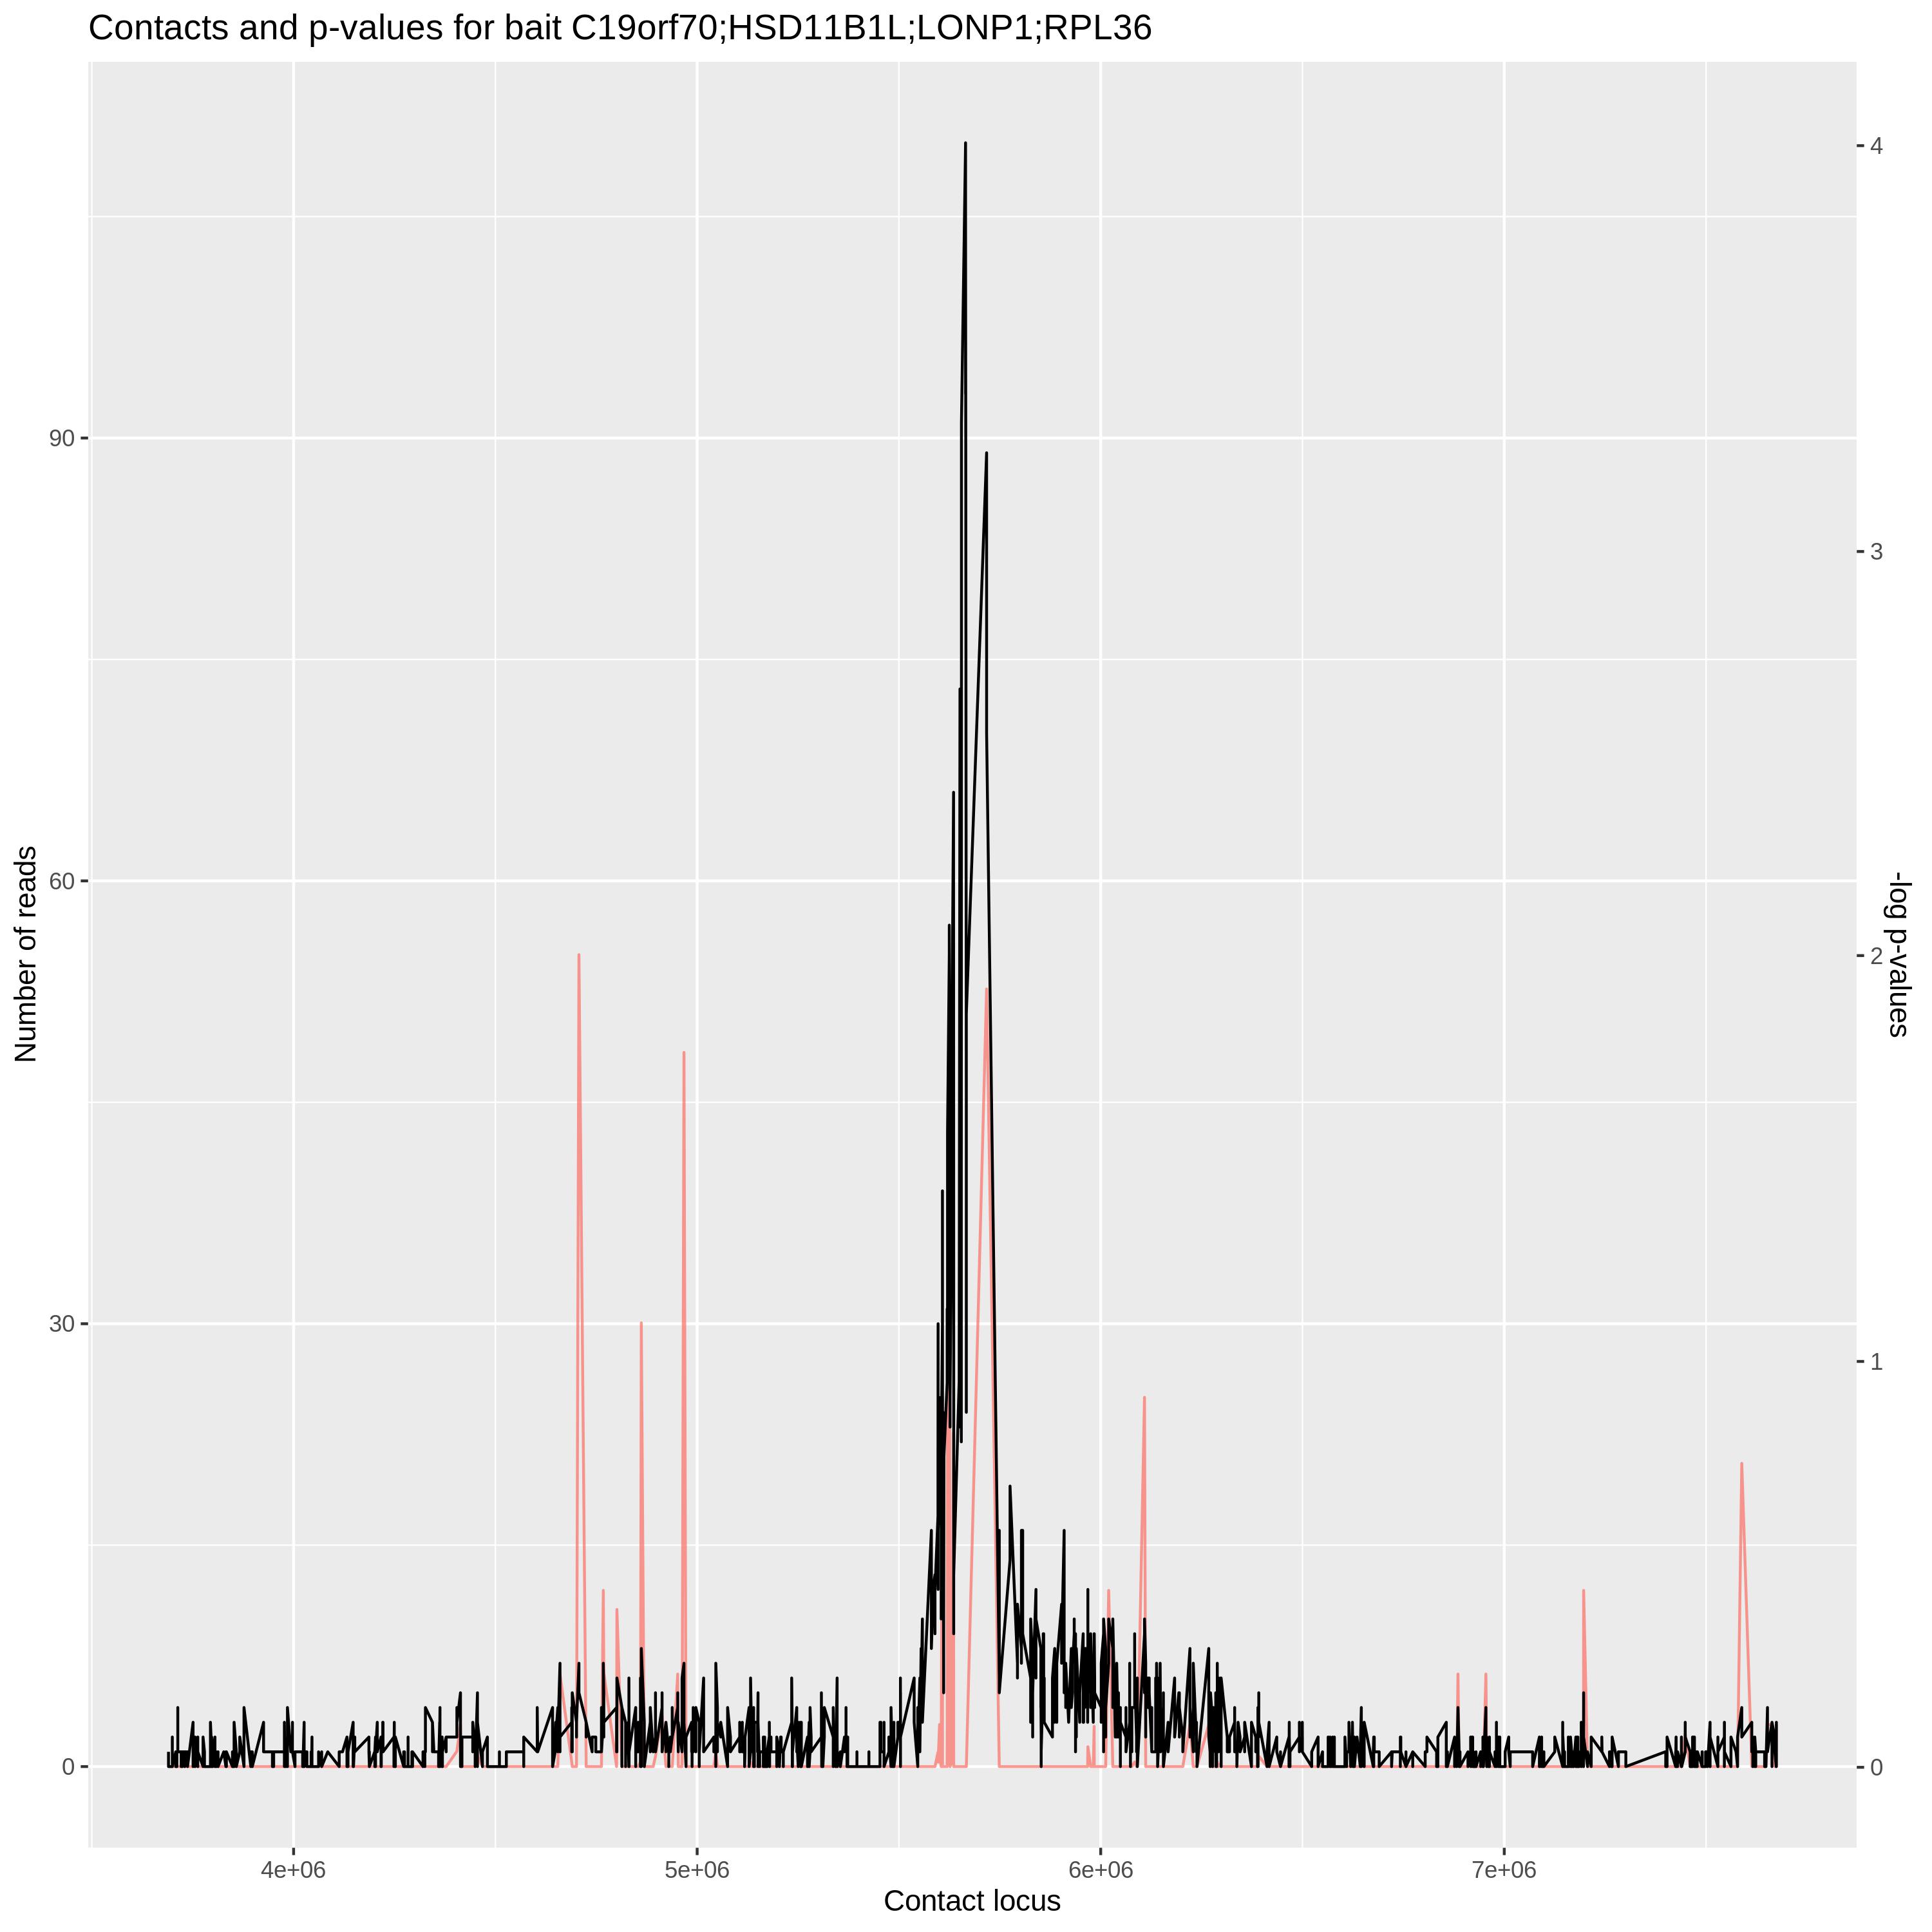 Contacts and p-values for bait C19orf70;HSD11B1L;LONP1;RPL36
Number of reads
90
60
30
0
4
3
2
1
0
-log p-values
4e+06 5e+06 6e+06 7e+06
Contact locus